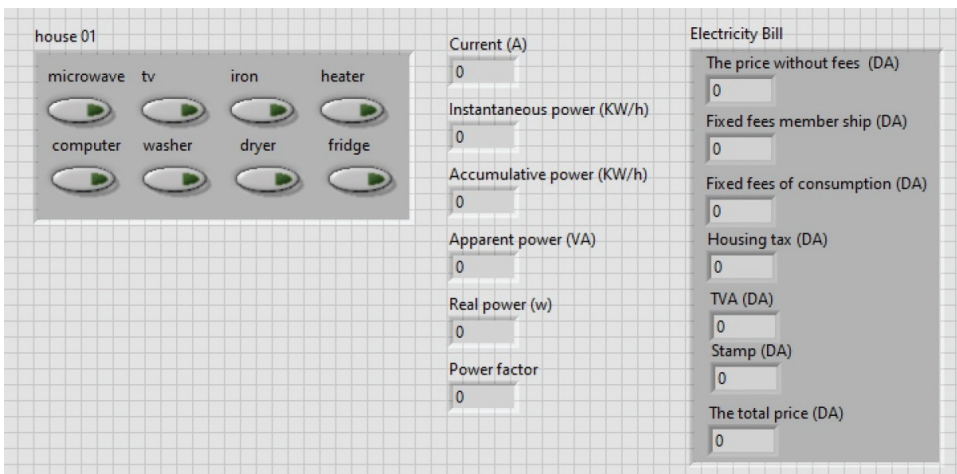 house 01
microwave tv iron heater
computer washer dryer fridge
Current (A)
0
Instantaneous power (KW/h)
0
Accumulative power (KW/h)
0
Apparent power (VA)
0
Real power (w)
0
Power factor
0
Electricity Bill
The price without fees (DA)
0
Fixed fees member ship (DA)
0
Fixed fees of consumption (DA)
0
Housing tax (DA)
0
TVA (DA)
0
Stamp (DA)
0
The total price (DA)
0